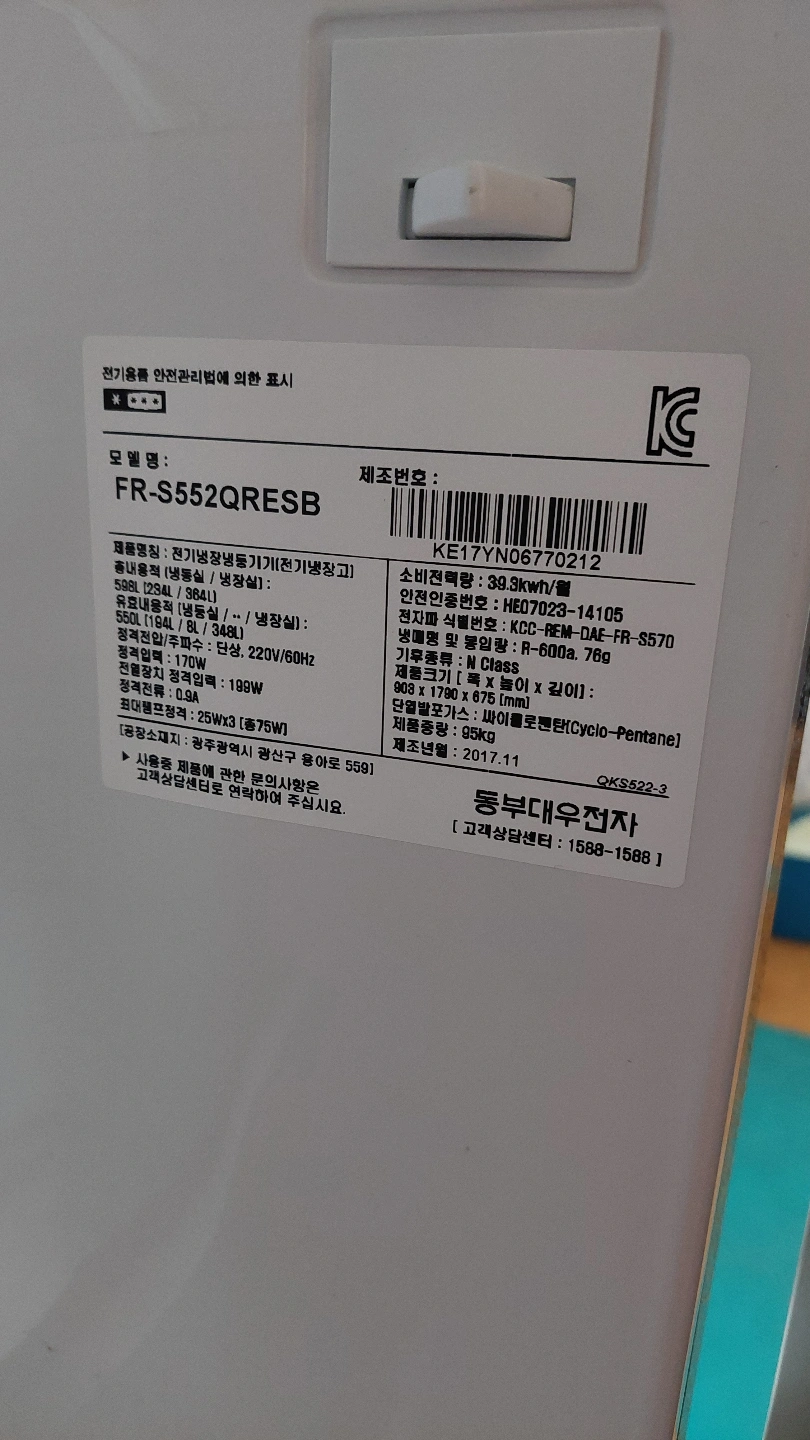 전기용품 안전관리법에 의한 표시
모 델 명 :
FR-S552QRESB
제조번호 :
KE17YN06770212
제품명칭 : 전기냉장냉동기기(전기냉장고)
총내용적 (냉동실 / 냉장실) :
598L (234L / 364L)
유효내용적 (냉동실 / .. / 냉장실) :
550L (194L / 8L / 348L)
정격전압/주파수 : 단상, 220V/60Hz
정격입력 : 170W
전열장치 정격입력 : 199W
정격전류 : 0.9A
최대램프정격 : 25Wx3 [총75W]
소비전력량 : 39.3kwh/월
안전인증번호 : HE07023-14105
전자파 식별번호 : KCC-REM-DAE-FR-S570
냉매명 및 봉입량 : R-600a, 76g
기후종류 : N Class
제품크기 [ 폭 x 높이 x 깊이] :
903 x 1790 x 675 [mm]
단열발포가스 : 싸이클로펜탄[Cyclo-Pentane]
제품중량 : 95kg
제조년월 : 2017.11
[공장소재지 : 광주광역시 광산구 용아로 559]
▶ 사용중 제품에 관한 문의사항은
고객상담센터로 연락하여 주십시요.
QKS522-3
동부대우전자
[ 고객상담센터 : 1588-1588 ]